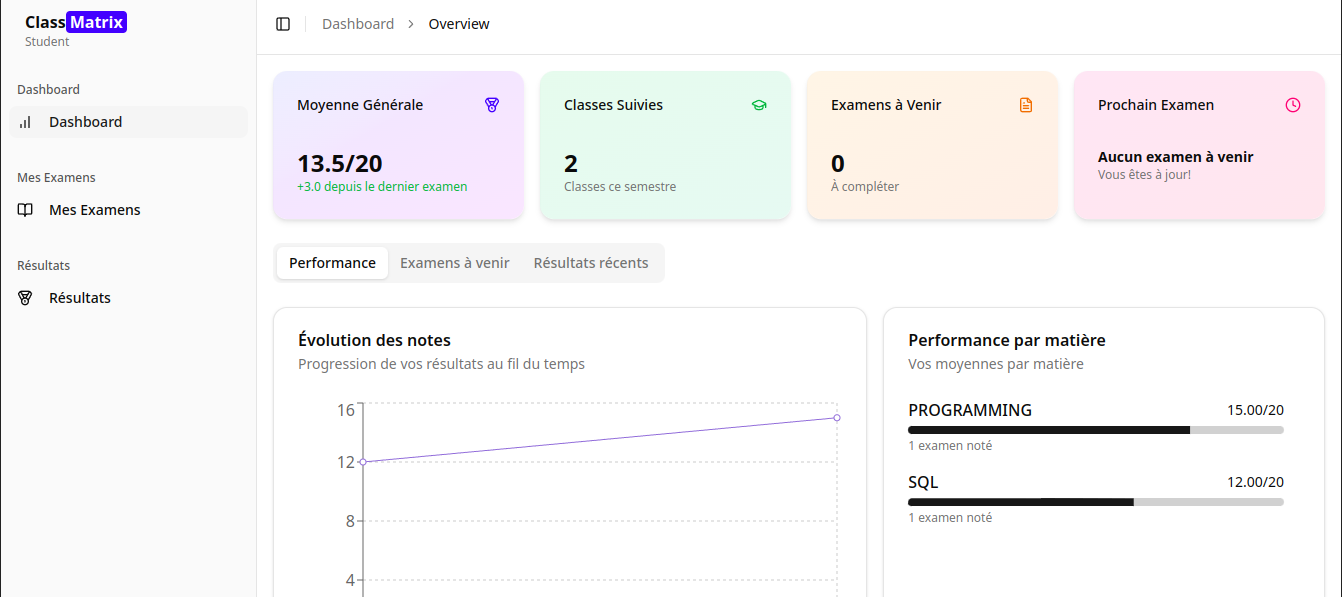 ClassMatrix
Student
Dashboard
Dashboard
Mes Examens
Mes Examens
Résultats
Résultats
Dashboard > Overview
Moyenne Générale
13.5/20
+3.0 depuis le dernier examen
Classes Suivies
2
Classes ce semestre
Examens à Venir
0
À compléter
Prochain Examen
Aucun examen à venir
Vous êtes à jour!
Performance Examens à venir Résultats récents
Évolution des notes
Progression de vos résultats au fil du temps
16
12
8
4
Performance par matière
Vos moyennes par matière
PROGRAMMING 15.00/20
1 examen noté
SQL 12.00/20
1 examen noté